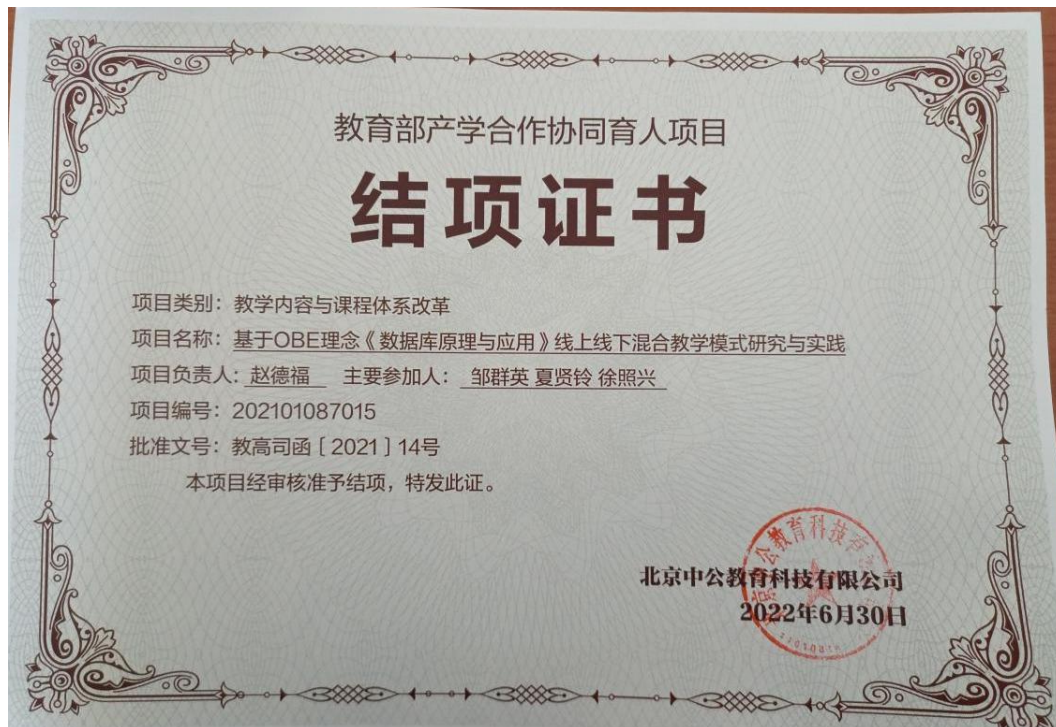 教育部产学合作协同育人项目
结项证书
项目类别：教学内容与课程体系改革
项目名称：基于OBE理念《数据库原理与应用》线上线下混合教学模式研究与实践
项目负责人：赵德福 主要参加人：邹群英 夏贤铃 徐照兴
项目编号：202101087015
批准文号：教高司函〔2021〕14号
本项目经审核准予结项，特发此证。
北京中公教育科技有限公司
2022年6月30日